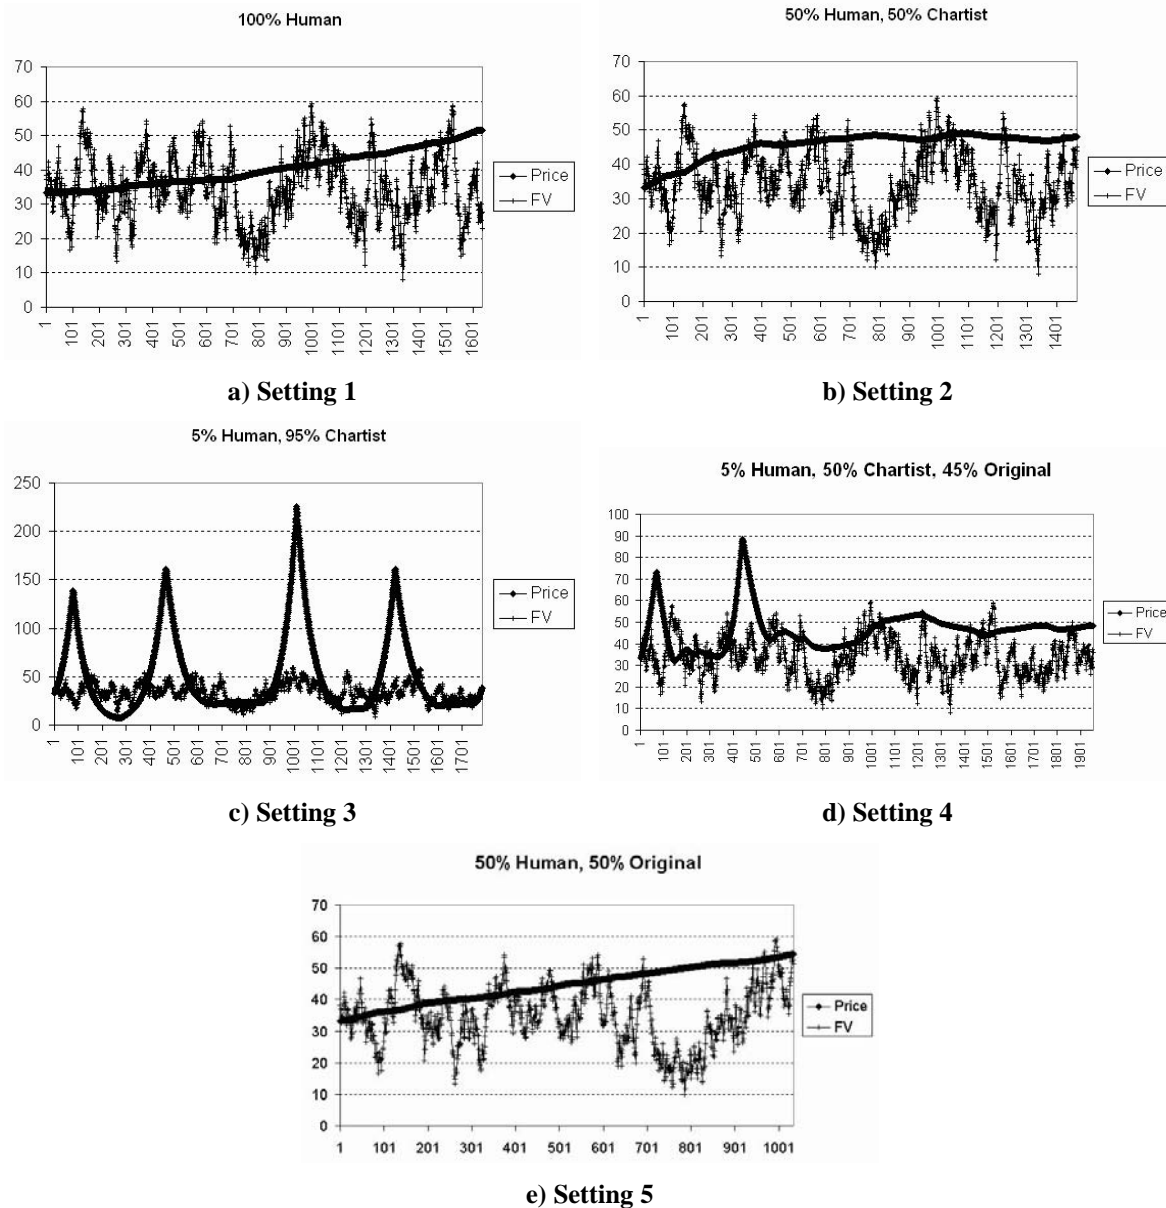 100% Human
70
60
50
40
30
20
10
0
1 101 201 301 401 501 601 701 801 901 1001 1101 1201 1301 1401 1501 1601
Price
FV
a) Setting 1
50% Human, 50% Chartist
70
60
50
40
30
20
10
0
1 101 201 301 401 501 601 701 801 901 1001 1101 1201 1301 1401
Price
FV
b) Setting 2
5% Human, 95% Chartist
250
200
150
100
50
0
1 101 201 301 401 501 601 701 801 901 1001 1101 1201 1301 1401 1501 1601 1701
Price
FV
c) Setting 3
5% Human, 50% Chartist, 45% Original
100
90
80
70
60
50
40
30
20
10
0
1 101 201 301 401 501 601 701 801 901 1001 1101 1201 1301 1401 1501 1601 1701 1801 1901
Price
FV
d) Setting 4
50% Human, 50% Original
70
60
50
40
30
20
10
0
1 101 201 301 401 501 601 701 801 901 1001
Price
FV
e) Setting 5